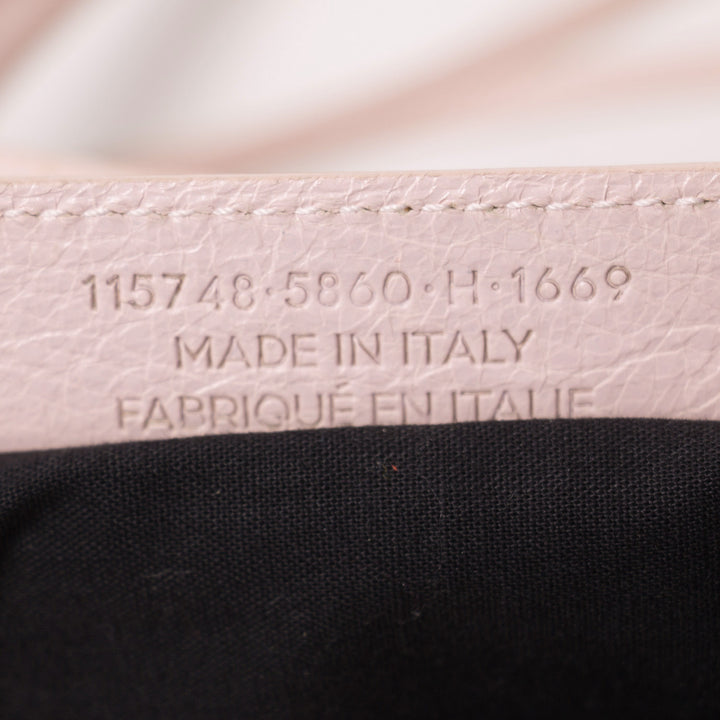 115748·5860·H·1669
MADE IN ITALY
FABRIQUÉ EN ITALIE